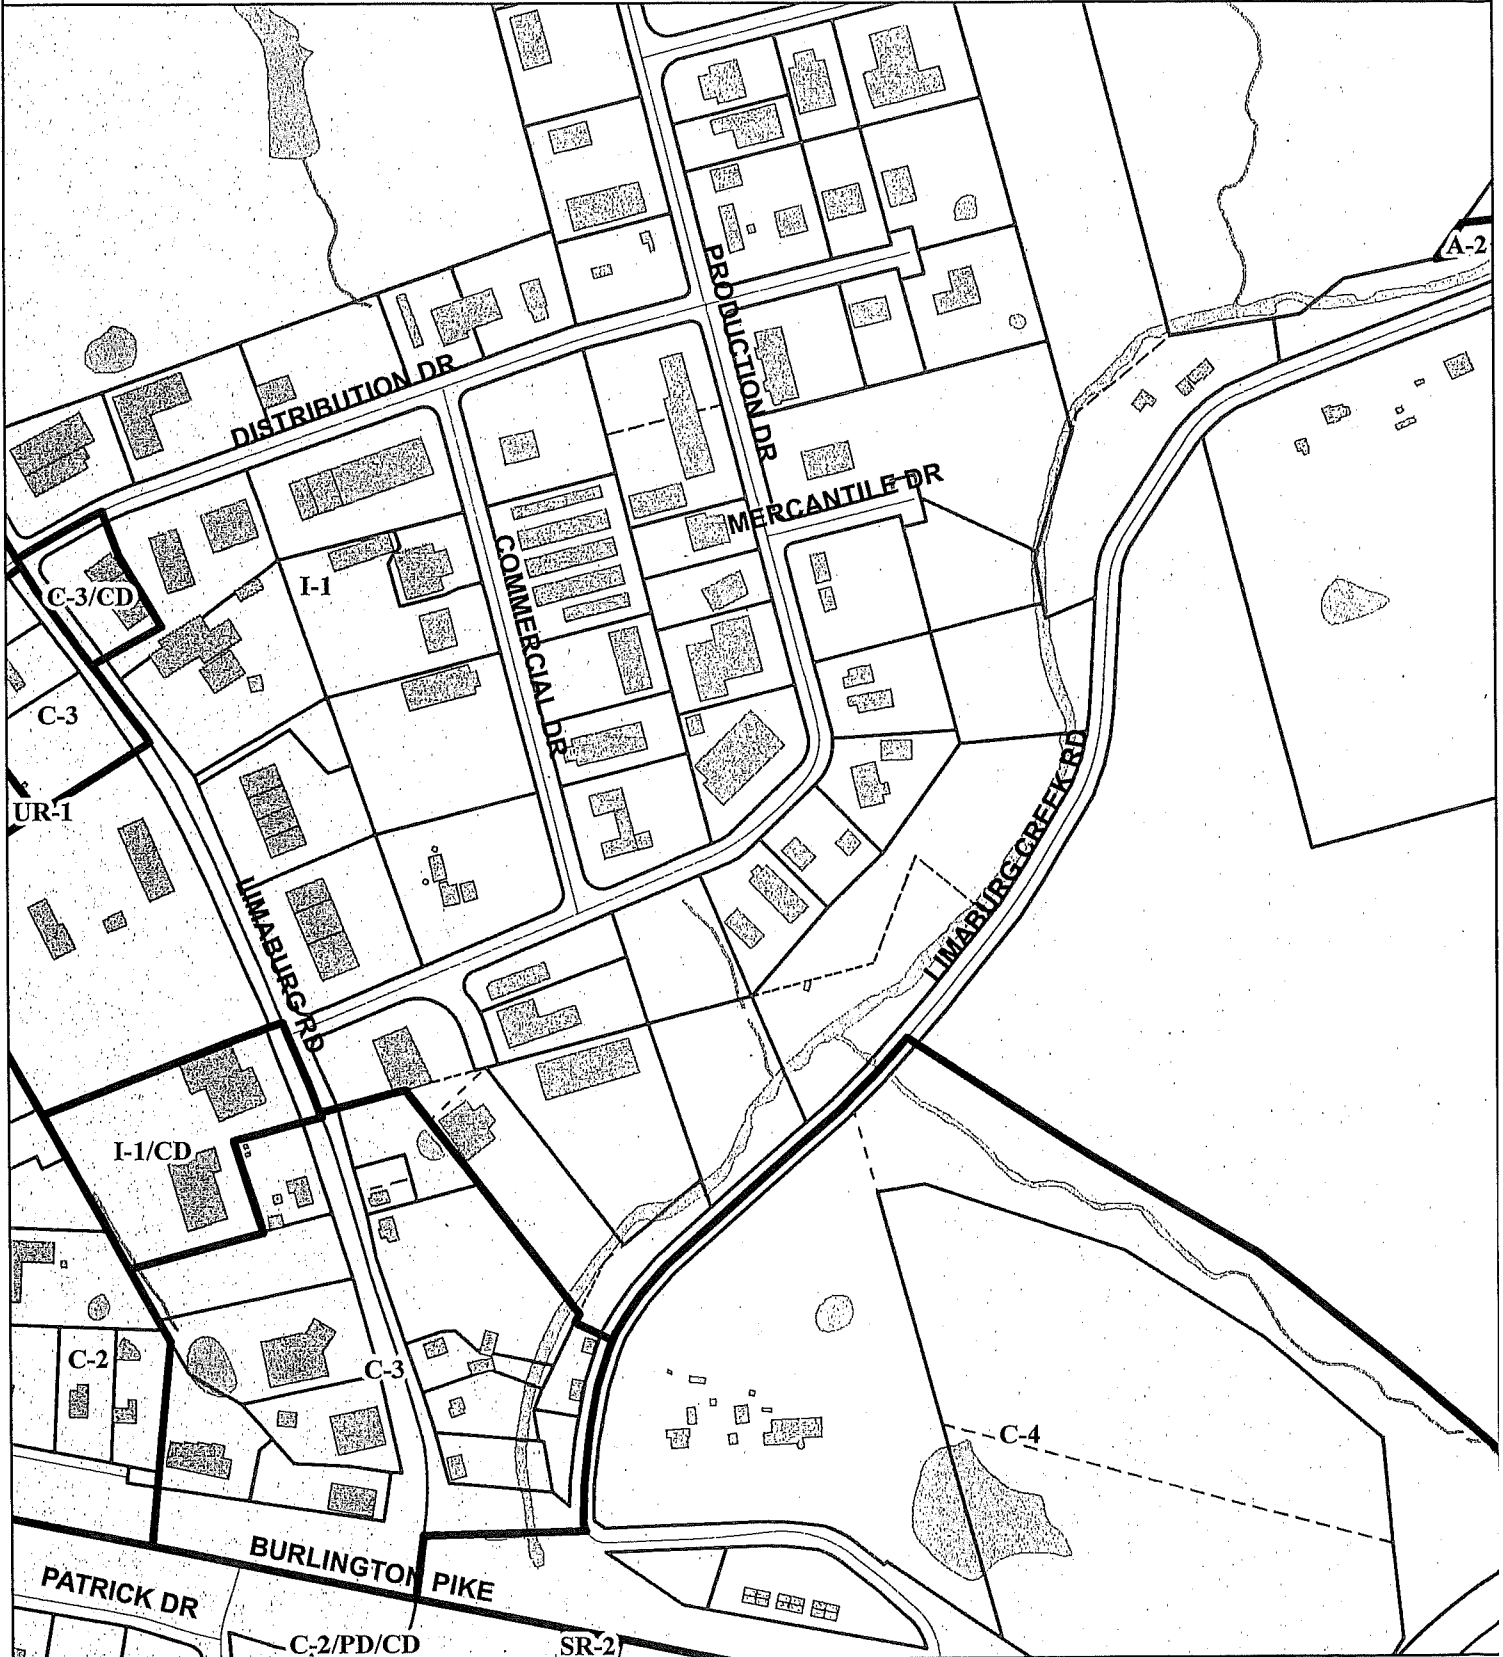 A-2
PRODUCTION DR
DISTRIBUTION DR
MERCANTILE DR
COMMERCIAL DR
I-1
C-3/CD
C-3
UR-1
LIMABURG CREEK RD
LIMABURG RD
I-1/CD
C-2
C-3
C-4
BURLINGTON PIKE
PATRICK DR
C-2/PD/CD
SR-2